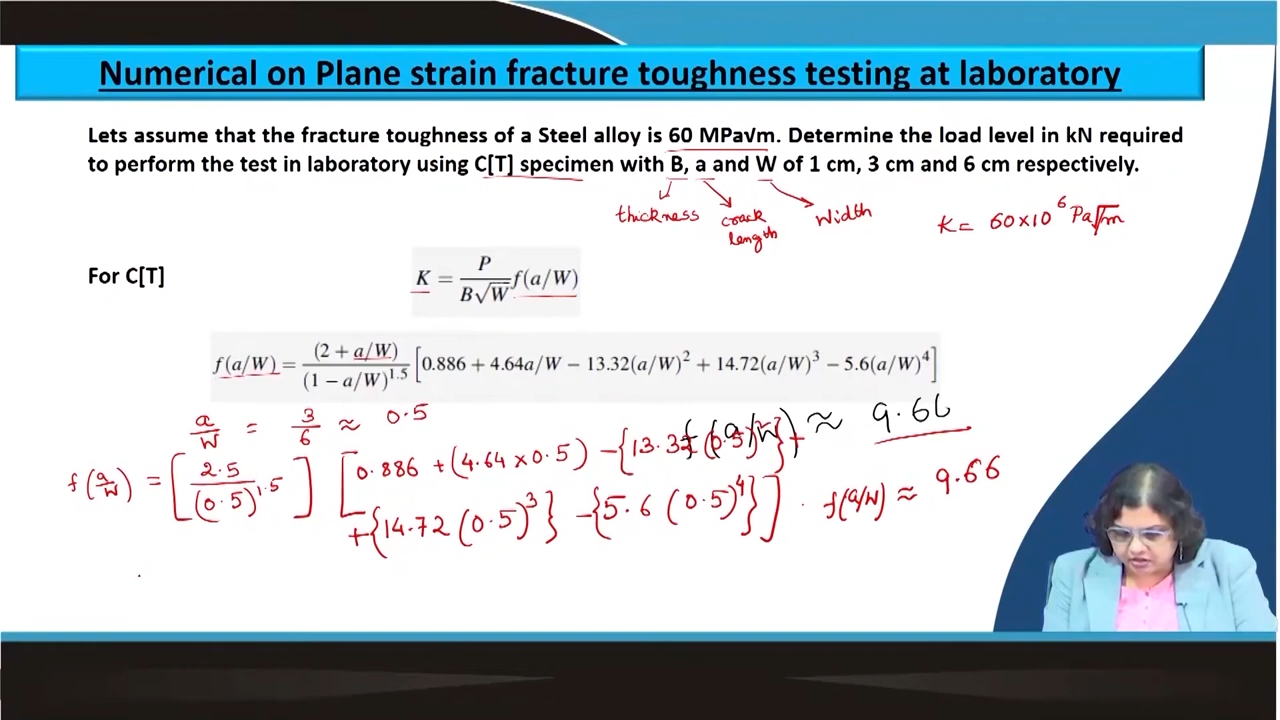 Numerical on Plane strain fracture toughness testing at laboratory
Lets assume that the fracture toughness of a Steel alloy is 60 MPa√m. Determine the load level in kN required
to perform the test in laboratory using C[T] specimen with B, a and W of 1 cm, 3 cm and 6 cm respectively.
thickness crack length Width K = 60×10⁶ Pa√m
For C[T] K = P / B√W f(a/W)
f(a/W) = (2 + a/W) / (1 − a/W)^1.5 [0.886 + 4.64a/W − 13.32(a/W)² + 14.72(a/W)³ − 5.6(a/W)⁴]
a/W = 3/6 ≈ 0.5 f(a/W) ≈ 9.66
f(a/W) = [2.5 / (0.5)^1.5] [0.886 + (4.64 × 0.5) − {13.32 (0.5)²} +
+ {14.72 (0.5)³} − {5.6 (0.5)⁴}] . f(a/W) ≈ 9.66